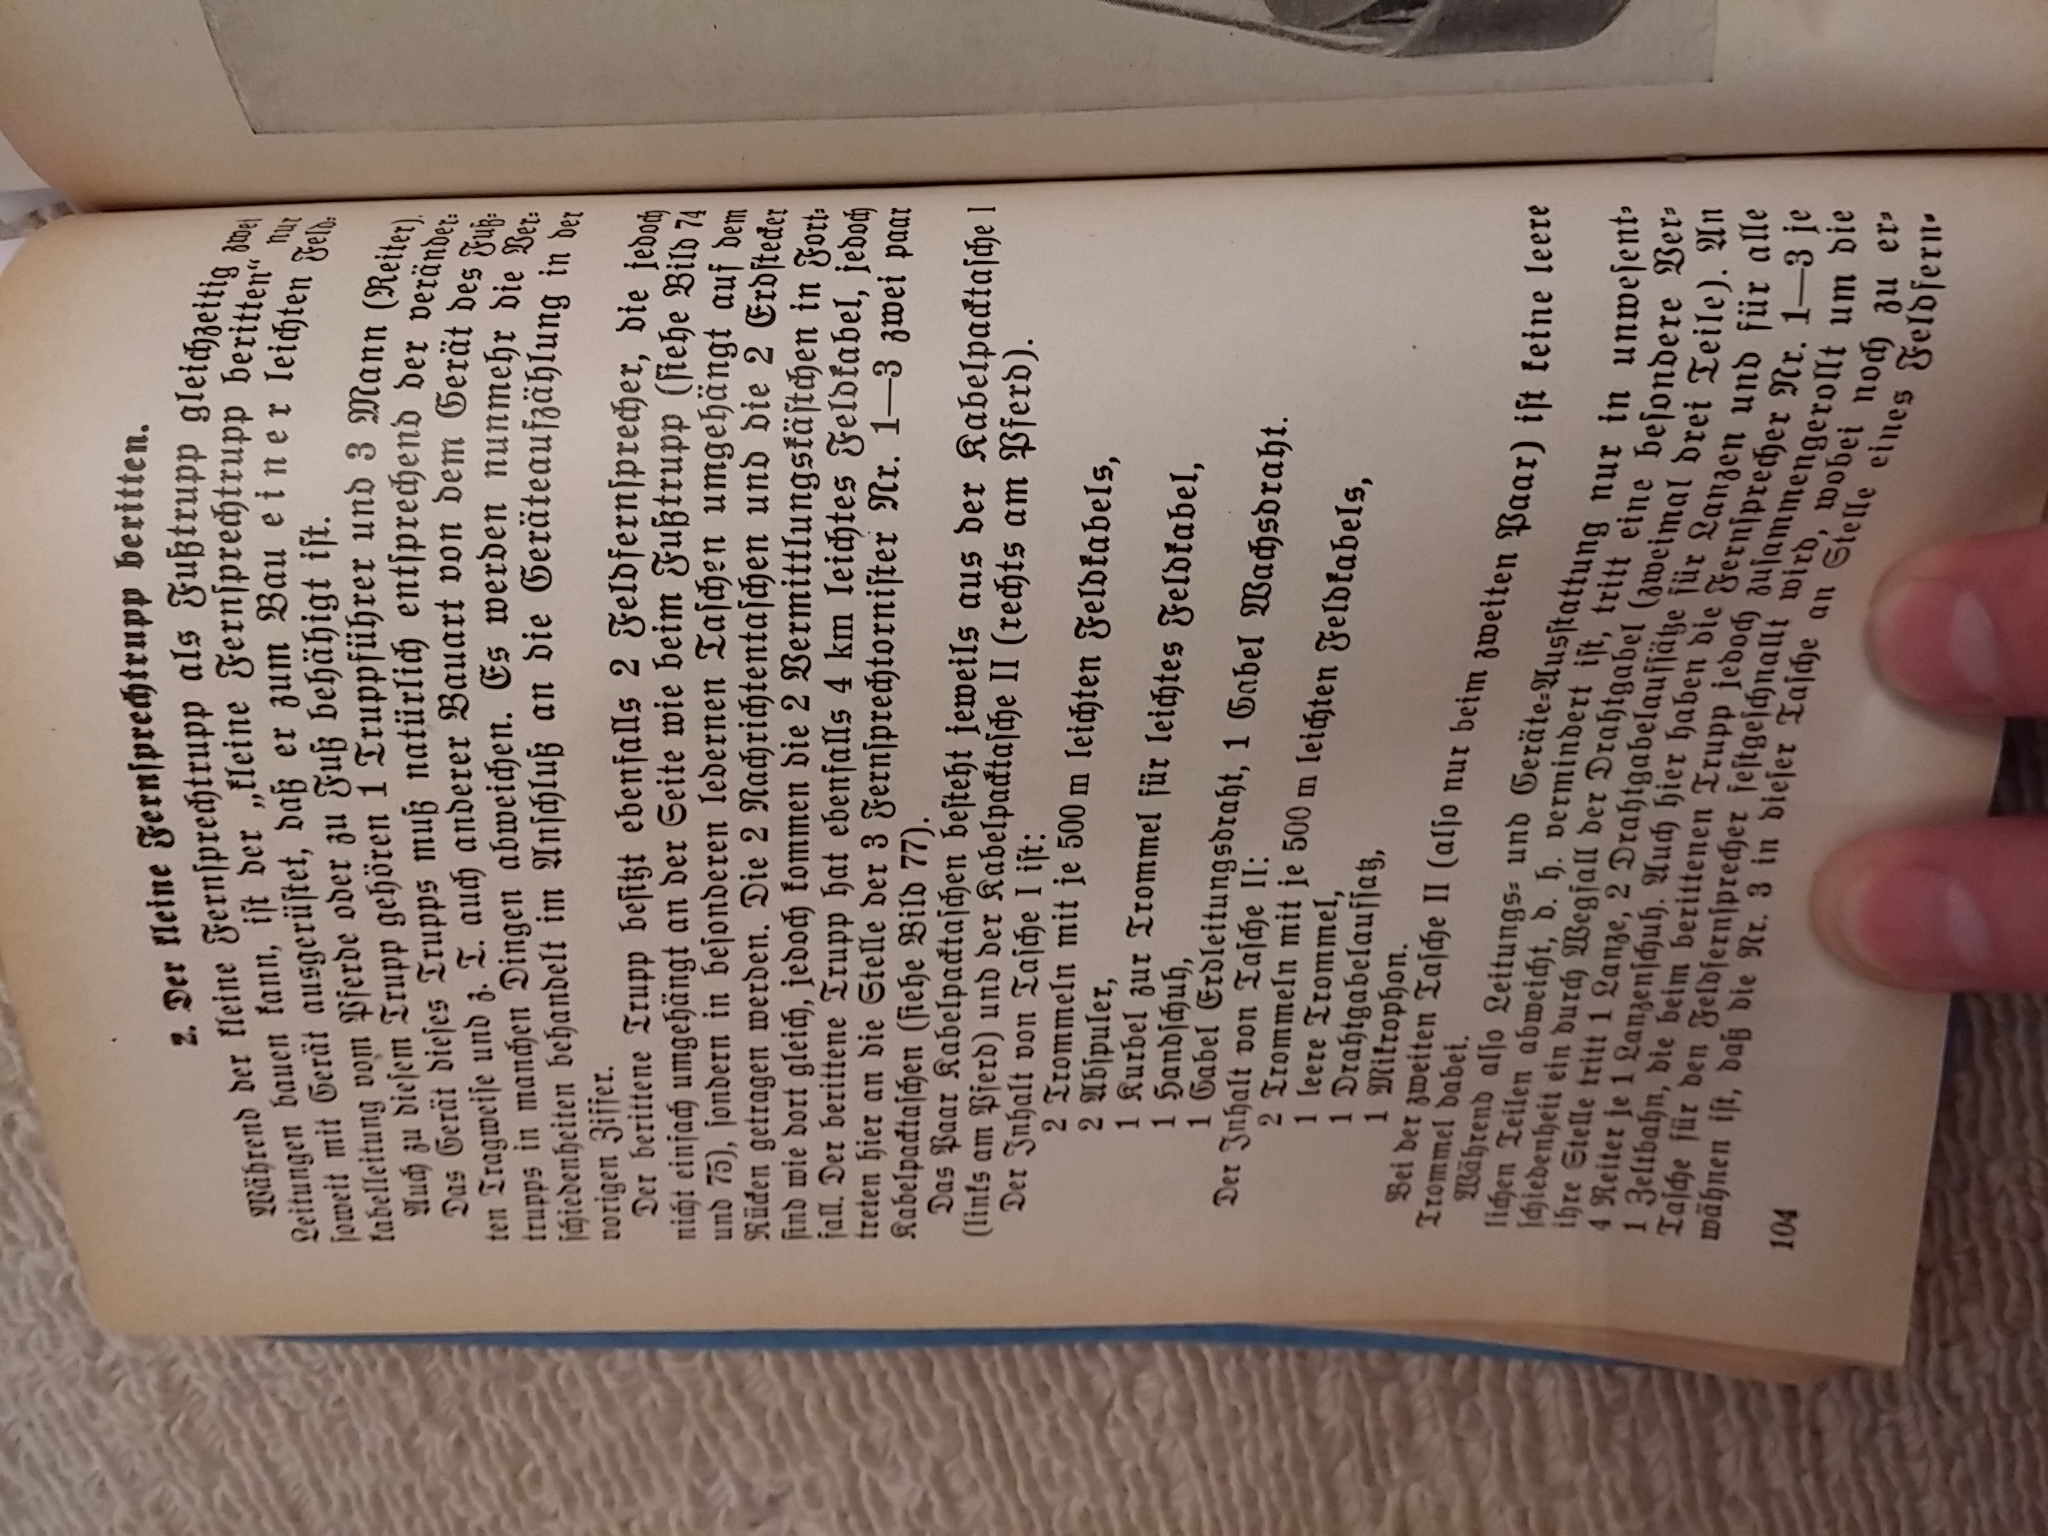 2. Der kleine Fernsprechtrupp beritten.
Während der kleine Fernsprechtrupp als Fußtrupp gleichzeitig zwei
Leitungen bauen kann, ist der „kleine Fernsprechtrupp beritten“ nur
soweit mit Gerät ausgerüstet, daß er zum Bau einer leichten Feld-
kabelleitung vom Pferde oder zu Fuß behähigt ist.
Auch zu diesem Trupp gehören 1 Truppführer und 3 Mann (Reiter).
Das Gerät dieses Trupps muß natürlich entsprechend der veränder-
ten Tragweise und z. T. auch anderer Bauart von dem Gerät des Fuß-
trupps in manchen Dingen abweichen. Es werden nunmehr die Ver-
schiedenheiten behandelt im Anschluß an die Geräteaufzählung in der
vorigen Ziffer.
Der berittene Trupp besitzt ebenfalls 2 Feldfernsprecher, die jedoch
nicht einfach umgehängt an der Seite wie beim Fußtrupp (siehe Bild 74
und 75), sondern in besonderen ledernen Taschen umgehängt auf dem
Rücken getragen werden. Die 2 Nachrichtentaschen und die 2 Erdstecker
sind wie dort gleich, jedoch kommen die 2 Vermittlungskästchen in Fort-
fall. Der berittene Trupp hat ebenfalls 4 km leichtes Feldkabel, jedoch
treten hier an die Stelle der 3 Fernsprechtornister Nr. 1—3 zwei paar
Kabelpacktaschen (siehe Bild 77).
Das Paar Kabelpacktaschen besteht jeweils aus der Kabelpacktasche I
(links am Pferd) und der Kabelpacktasche II (rechts am Pferd).
Der Inhalt von Tasche I ist:
2 Trommeln mit je 500 m leichten Feldkabels,
2 Abspuler,
1 Kurbel zur Trommel für leichtes Feldkabel,
1 Handschuh,
1 Gabel Erdleitungsdraht, 1 Gabel Wachsdraht.
Der Inhalt von Tasche II:
2 Trommeln mit je 500 m leichten Feldkabels,
1 leere Trommel,
1 Drahtgabelaufsatz,
1 Mikrophon.
Bei der zweiten Tasche II (also nur beim zweiten Paar) ist keine leere
Trommel dabei.
Während also Leitungs- und Geräte-Ausstattung nur in unwesent-
lichen Teilen abweicht, d. h. vermindert ist, tritt eine besondere Ver-
schiedenheit ein durch Wegfall der Drahtgabel (zweimal drei Teile). An
ihre Stelle tritt 1 Lanze, 2 Drahtgabelaufsätze für Lanzen und für alle
4 Reiter je 1 Lanzenschuh. Auch hier haben die Fernsprecher Nr. 1—3 je
1 Zeltbahn, die beim berittenen Trupp jedoch zusammengerollt um die
Tasche für den Feldfernsprecher festgeschnallt wird, wobei noch zu er-
wähnen ist, daß die Nr. 3 in dieser Tasche an Stelle eines Feldfern-
104